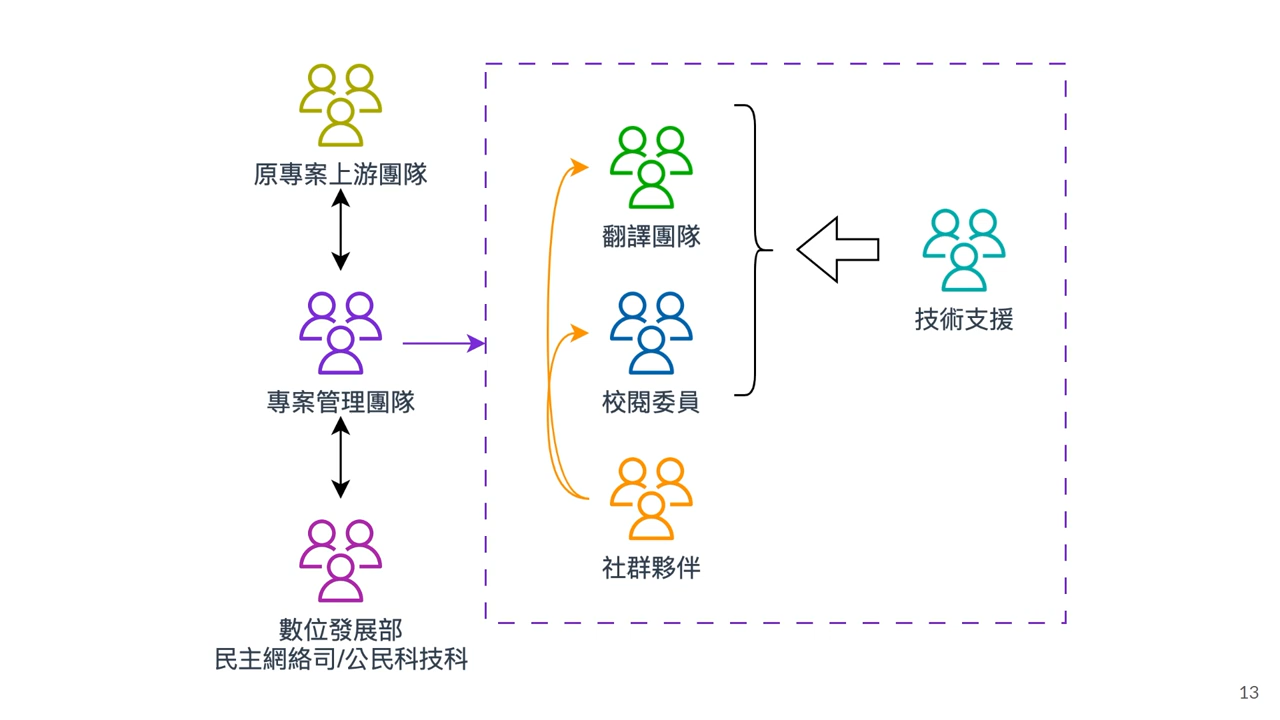 原專案上游團隊
專案管理團隊
數位發展部
民主網絡司/公民科技科
翻譯團隊
校閱委員
社群夥伴
技術支援
13